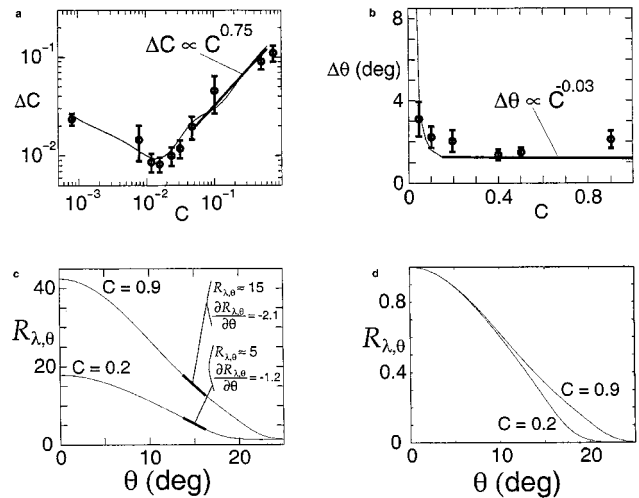 a
10⁻¹
ΔC ∝ C⁰·⁷⁵
ΔC
10⁻²
10⁻³ 10⁻² 10⁻¹
C
b
8
Δθ (deg)
4
Δθ ∝ C⁻⁰·⁰³
2
0
0 0.4 0.8
C
c
40
C = 0.9
R_λ,θ ≈ 15
∂R_λ,θ/∂θ = -2.1
R_λ,θ
20
C = 0.2
R_λ,θ ≈ 5
∂R_λ,θ/∂θ = -1.2
0
0 10 20
θ (deg)
d
0.8
R_λ,θ
0.4
C = 0.9
C = 0.2
0
0 10 20
θ (deg)